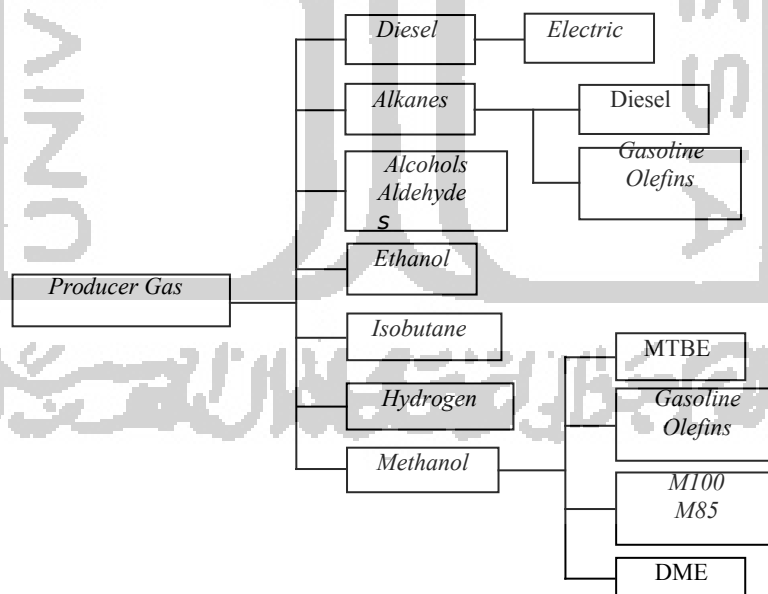 Diesel
Electric
Alkanes
Diesel
Gasoline
Olefins
Alcohols
Aldehyde
s
Ethanol
Producer Gas
Isobutane
MTBE
Hydrogen
Gasoline
Olefins
Methanol
M100
M85
DME
UNIV
S I A